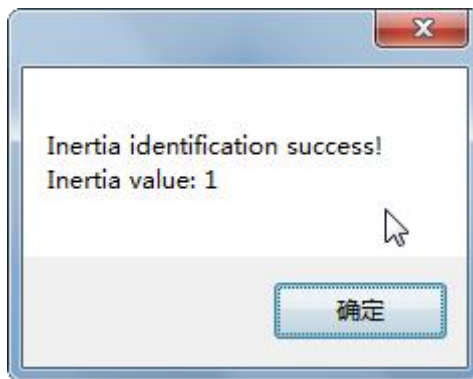 Inertia identification success!
Inertia value: 1
确定